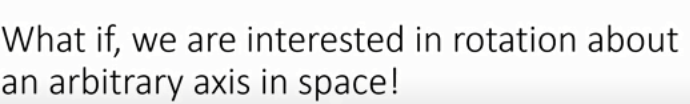 What if, we are interested in rotation about
an arbitrary axis in space!